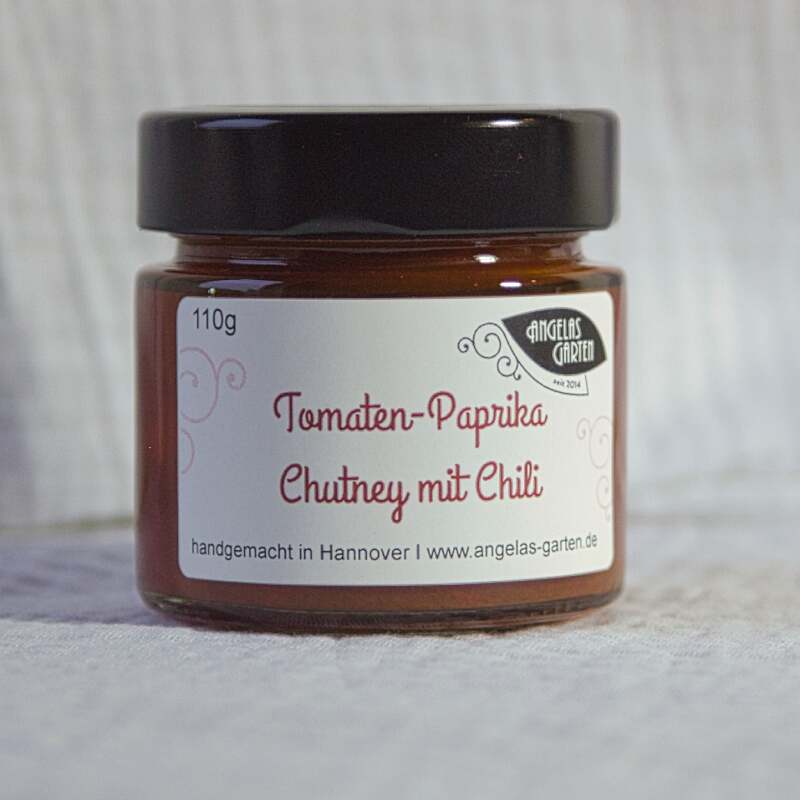 110g
ANGELAS
GARTEN
seit 2014
Tomaten-Paprika
Chutney mit Chili
handgemacht in Hannover I www.angelas-garten.de